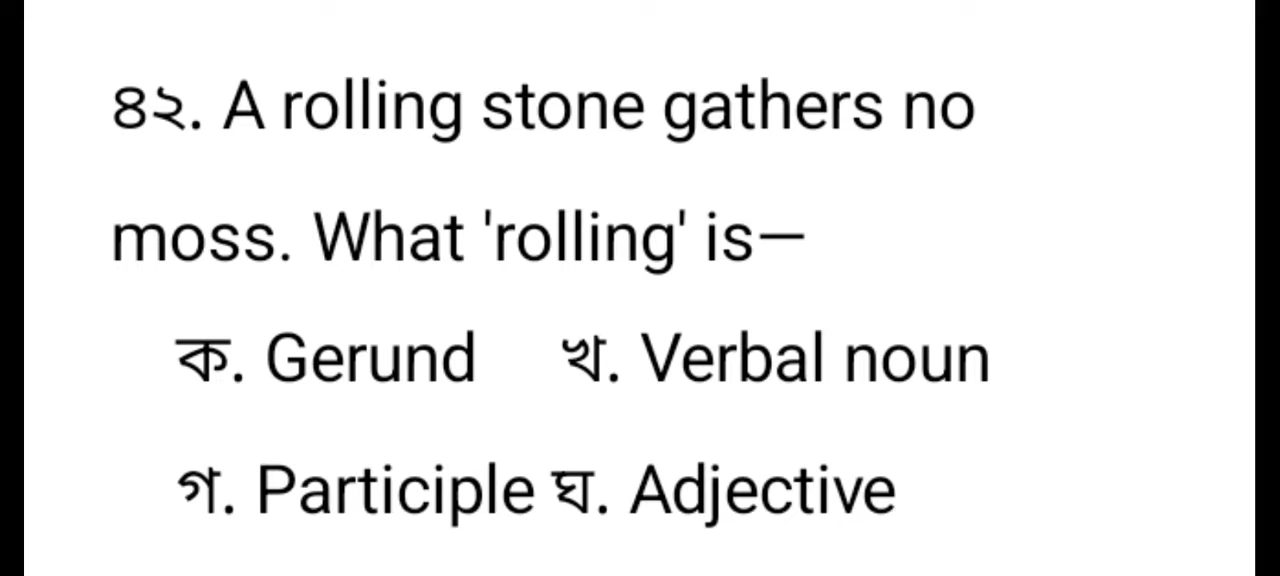 ৪২. A rolling stone gathers no
moss. What 'rolling' is—
ক. Gerund খ. Verbal noun
গ. Participle ঘ. Adjective